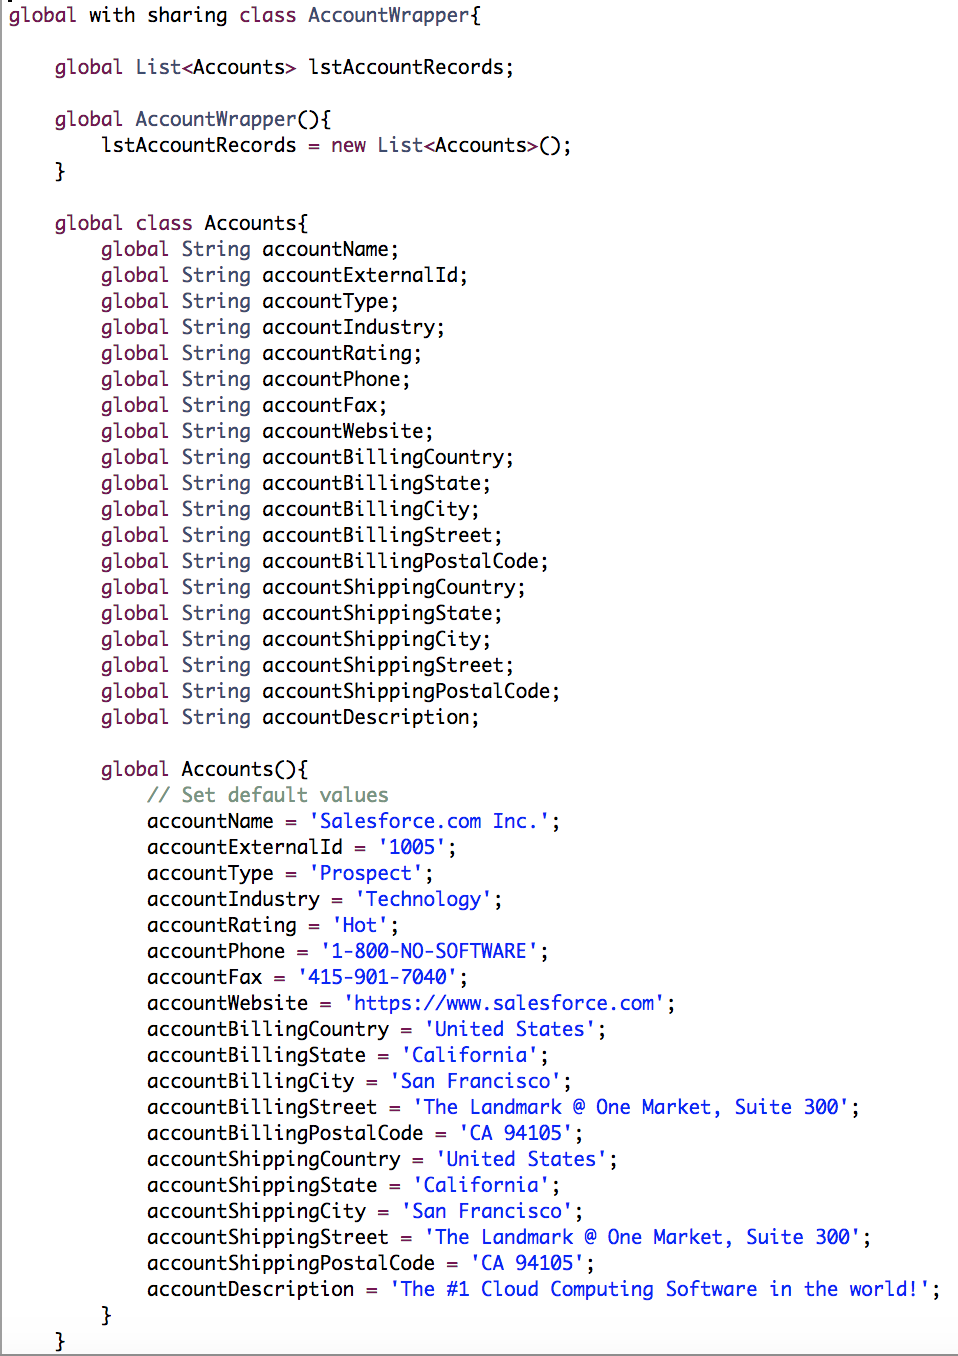 global with sharing class AccountWrapper{
global List<Accounts> lstAccountRecords;
global AccountWrapper(){
lstAccountRecords = new List<Accounts>();
}
global class Accounts{
global String accountName;
global String accountExternalId;
global String accountType;
global String accountIndustry;
global String accountRating;
global String accountPhone;
global String accountFax;
global String accountWebsite;
global String accountBillingCountry;
global String accountBillingState;
global String accountBillingCity;
global String accountBillingStreet;
global String accountBillingPostalCode;
global String accountShippingCountry;
global String accountShippingState;
global String accountShippingCity;
global String accountShippingStreet;
global String accountShippingPostalCode;
global String accountDescription;
global Accounts(){
// Set default values
accountName = 'Salesforce.com Inc.';
accountExternalId = '1005';
accountType = 'Prospect';
accountIndustry = 'Technology';
accountRating = 'Hot';
accountPhone = '1-800-NO-SOFTWARE';
accountFax = '415-901-7040';
accountWebsite = 'https://www.salesforce.com';
accountBillingCountry = 'United States';
accountBillingState = 'California';
accountBillingCity = 'San Francisco';
accountBillingStreet = 'The Landmark @ One Market, Suite 300';
accountBillingPostalCode = 'CA 94105';
accountShippingCountry = 'United States';
accountShippingState = 'California';
accountShippingCity = 'San Francisco';
accountShippingStreet = 'The Landmark @ One Market, Suite 300';
accountShippingPostalCode = 'CA 94105';
accountDescription = 'The #1 Cloud Computing Software in the world!';
}
}